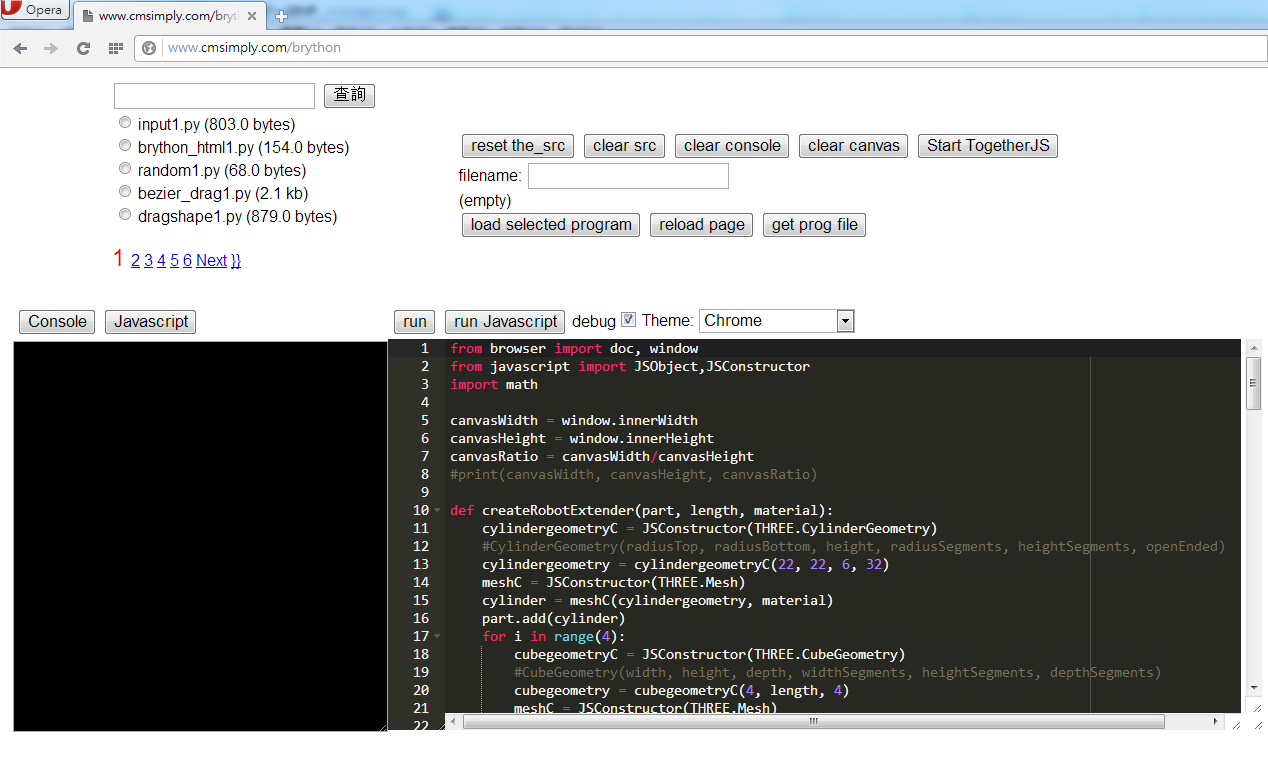 Opera
www.cmsimply.com/bryt
www.cmsimply.com/brython
查詢
input1.py (803.0 bytes)
brython_html1.py (154.0 bytes)
random1.py (68.0 bytes)
bezier_drag1.py (2.1 kb)
dragshape1.py (879.0 bytes)
1 2 3 4 5 6 Next }}
reset the_src clear src clear console clear canvas Start TogetherJS
filename:
(empty)
load selected program reload page get prog file
Console Javascript
run run Javascript debug Theme: Chrome
1 from browser import doc, window
2 from javascript import JSObject,JSConstructor
3 import math
4
5 canvasWidth = window.innerWidth
6 canvasHeight = window.innerHeight
7 canvasRatio = canvasWidth/canvasHeight
8 #print(canvasWidth, canvasHeight, canvasRatio)
9
10 def createRobotExtender(part, length, material):
11 cylindergeometryC = JSConstructor(THREE.CylinderGeometry)
12 #CylinderGeometry(radiusTop, radiusBottom, height, radiusSegments, heightSegments, openEnded)
13 cylindergeometry = cylindergeometryC(22, 22, 6, 32)
14 meshC = JSConstructor(THREE.Mesh)
15 cylinder = meshC(cylindergeometry, material)
16 part.add(cylinder)
17 for i in range(4):
18 cubegeometryC = JSConstructor(THREE.CubeGeometry)
19 #CubeGeometry(width, height, depth, widthSegments, heightSegments, depthSegments)
20 cubegeometry = cubegeometryC(4, length, 4)
21 meshC = JSConstructor(THREE.Mesh)
22